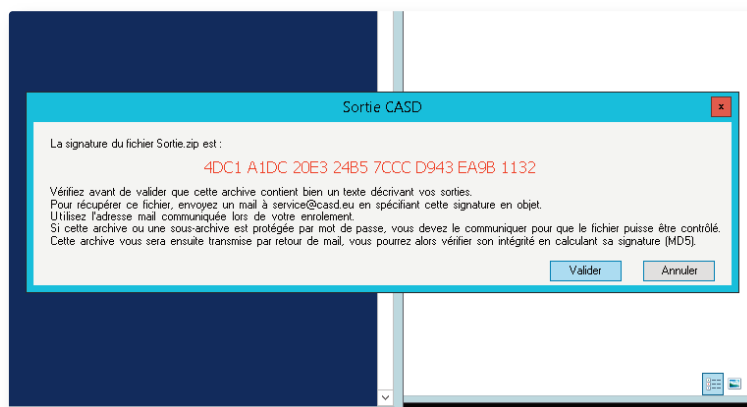 Sortie CASD
La signature du fichier Sortie.zip est :
4DC1 A1DC 20E3 24B5 7CCC D943 EA9B 1132
Vérifiez avant de valider que cette archive contient bien un texte décrivant vos sorties.
Pour récupérer ce fichier, envoyez un mail à service@casd.eu en spécifiant cette signature en objet.
Utilisez l'adresse mail communiquée lors de votre enrolement.
Si cette archive ou une sous-archive est protégée par mot de passe, vous devez le communiquer pour que le fichier puisse être contrôlé.
Cette archive vous sera ensuite transmise par retour de mail, vous pourrez alors vérifier son intégrité en calculant sa signature (MD5).
Valider Annuler